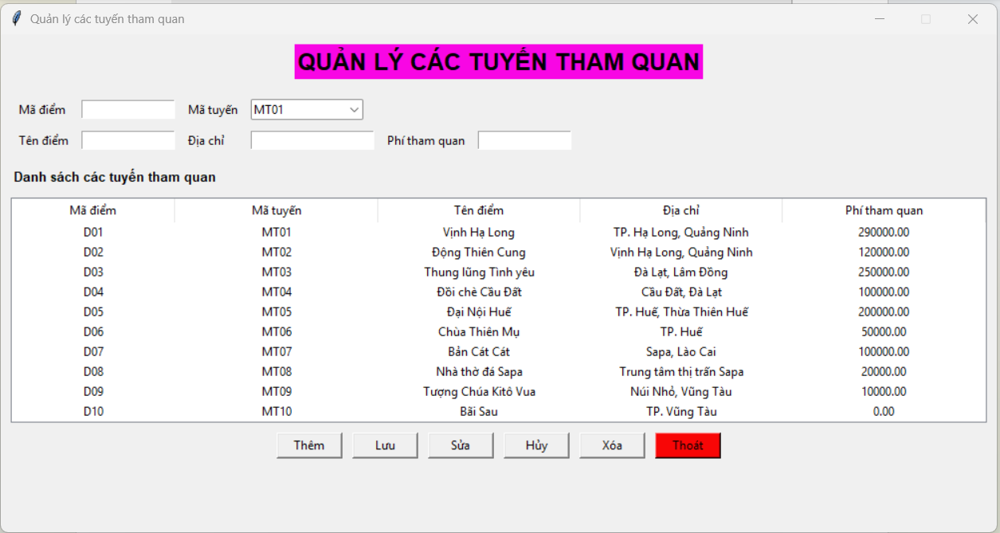 Quản lý các tuyến tham quan
QUẢN LÝ CÁC TUYẾN THAM QUAN
Mã điểm Mã tuyến MT01
Tên điểm Địa chỉ Phí tham quan
Danh sách các tuyến tham quan
Mã điểm Mã tuyến Tên điểm Địa chỉ Phí tham quan
D01 MT01 Vịnh Hạ Long TP. Hạ Long, Quảng Ninh 290000.00
D02 MT02 Động Thiên Cung Vịnh Hạ Long, Quảng Ninh 120000.00
D03 MT03 Thung lũng Tình yêu Đà Lạt, Lâm Đồng 250000.00
D04 MT04 Đồi chè Cầu Đất Cầu Đất, Đà Lạt 100000.00
D05 MT05 Đại Nội Huế TP. Huế, Thừa Thiên Huế 200000.00
D06 MT06 Chùa Thiên Mụ TP. Huế 50000.00
D07 MT07 Bản Cát Cát Sapa, Lào Cai 100000.00
D08 MT08 Nhà thờ đá Sapa Trung tâm thị trấn Sapa 20000.00
D09 MT09 Tượng Chúa Kitô Vua Núi Nhỏ, Vũng Tàu 10000.00
D10 MT10 Bãi Sau TP. Vũng Tàu 0.00
Thêm Lưu Sửa Hủy Xóa Thoát